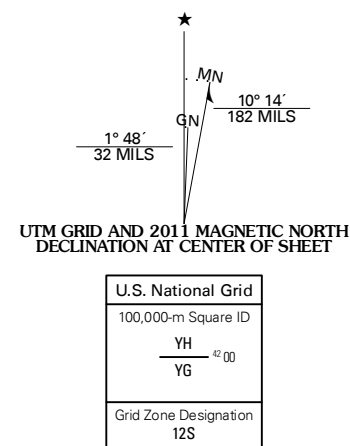 ★
MN
GN
1° 48´
32 MILS
10° 14´
182 MILS
UTM GRID AND 2011 MAGNETIC NORTH
DECLINATION AT CENTER OF SHEET
U.S. National Grid
100,000-m Square ID
YH
YG
42 00
Grid Zone Designation
12S